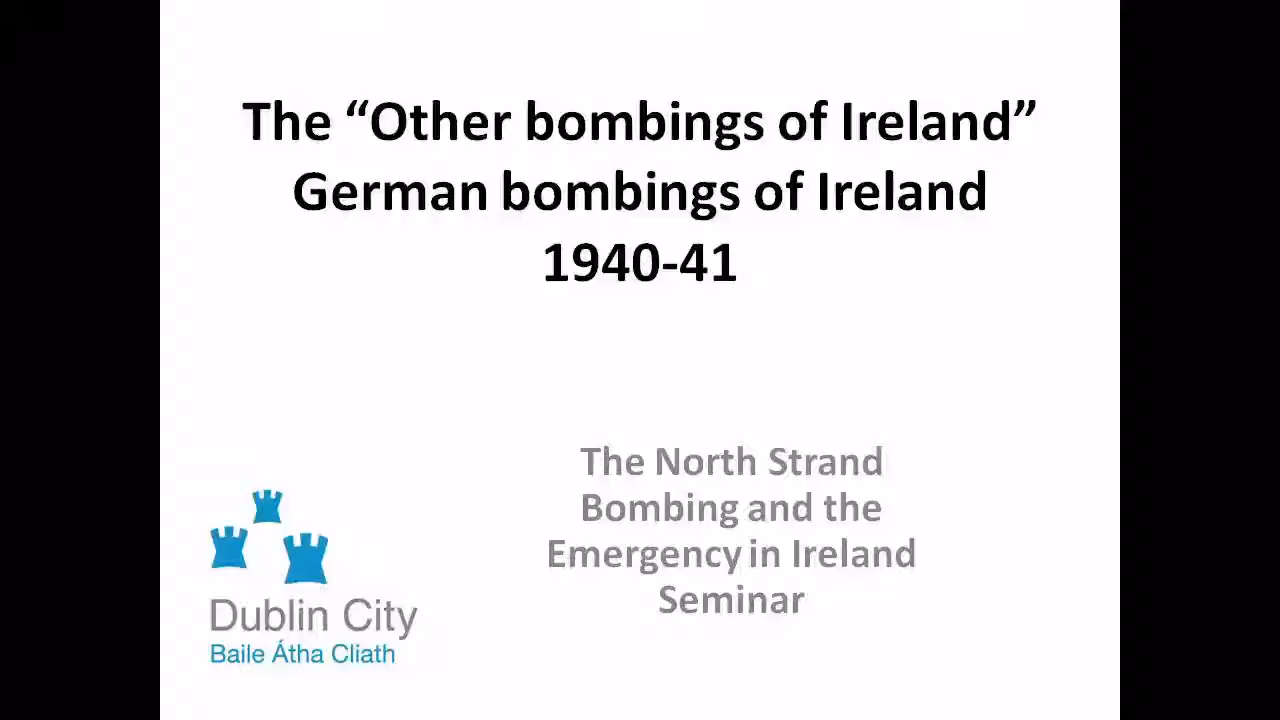 The “Other bombings of Ireland”
German bombings of Ireland
1940-41
The North Strand
Bombing and the
Emergency in Ireland
Seminar
Dublin City
Baile Átha Cliath